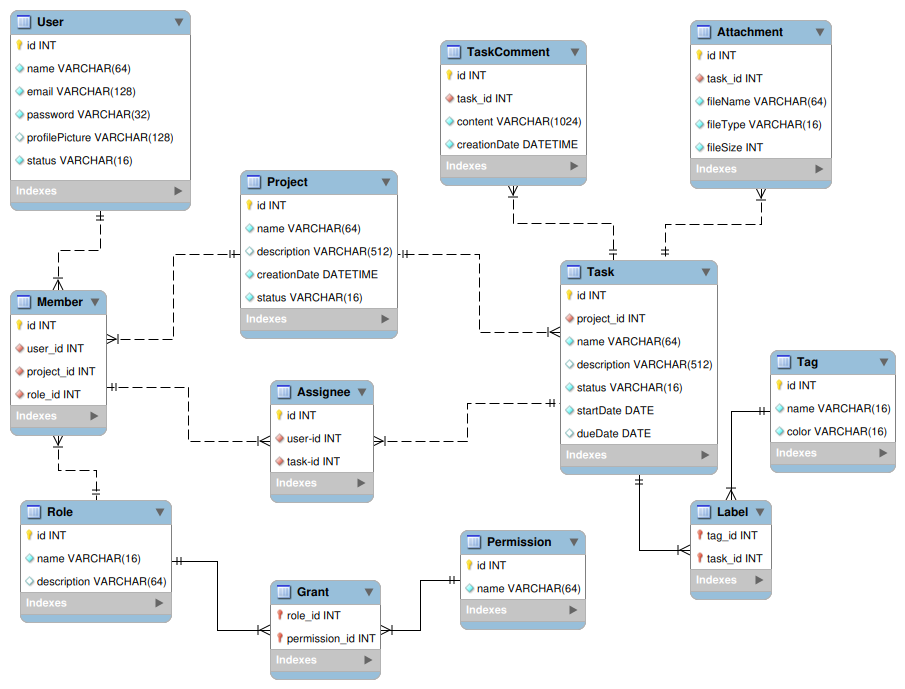 User
id INT
name VARCHAR(64)
email VARCHAR(128)
password VARCHAR(32)
profilePicture VARCHAR(128)
status VARCHAR(16)
Indexes
TaskComment
id INT
task_id INT
content VARCHAR(1024)
creationDate DATETIME
Indexes
Attachment
id INT
task_id INT
fileName VARCHAR(64)
fileType VARCHAR(16)
fileSize INT
Indexes
Project
id INT
name VARCHAR(64)
description VARCHAR(512)
creationDate DATETIME
status VARCHAR(16)
Indexes
Member
id INT
user_id INT
project_id INT
role_id INT
Indexes
Assignee
id INT
user-id INT
task-id INT
Indexes
Task
id INT
project_id INT
name VARCHAR(64)
description VARCHAR(512)
status VARCHAR(16)
startDate DATE
dueDate DATE
Indexes
Tag
id INT
name VARCHAR(16)
color VARCHAR(16)
Indexes
Role
id INT
name VARCHAR(16)
description VARCHAR(64)
Indexes
Grant
role_id INT
permission_id INT
Indexes
Permission
id INT
name VARCHAR(64)
Indexes
Label
tag_id INT
task_id INT
Indexes